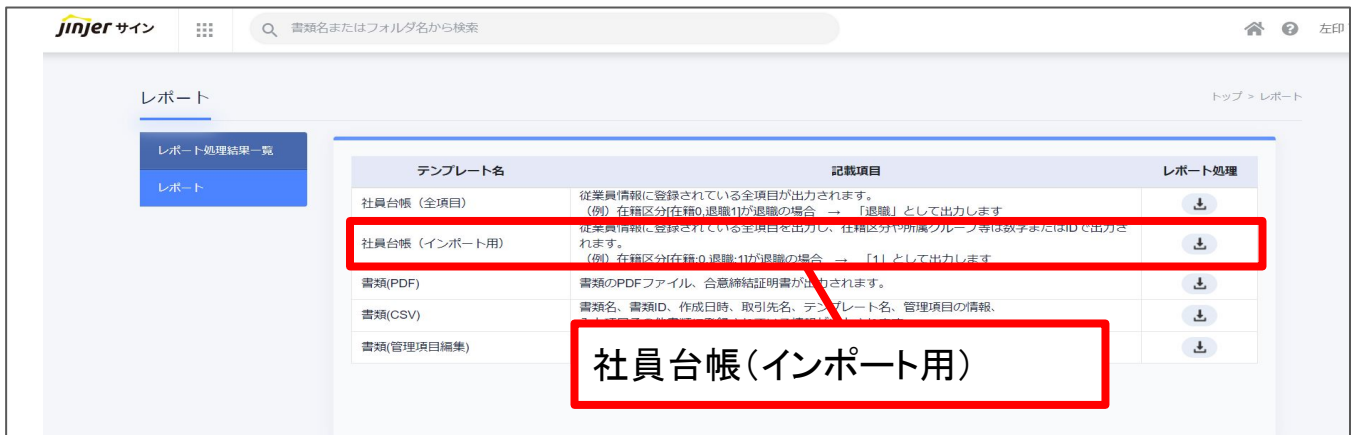 jinjer サイン
書類名またはフォルダ名から検索
左印
レポート
トップ > レポート
レポート処理結果一覧
レポート
テンプレート名 記載項目 レポート処理
社員台帳（全項目）
従業員情報に登録されている全項目が出力されます。
（例）在籍区分[在籍0,退職1]が退職の場合 → 「退職」として出力します
社員台帳（インポート用）
従業員情報に登録されている全項目を出力し、在籍区分や所属グループ等は数字またはIDで出力さ
れます。
（例）在籍区分[在籍:0,退職:1]が退職の場合 → 「1」として出力します
書類(PDF)
書類のPDFファイル、合意締結証明書が出力されます。
書類(CSV)
書類名、書類ID、作成日時、取引先名、テンプレート名、管理項目の情報、
書類(管理項目編集)
社員台帳（インポート用）